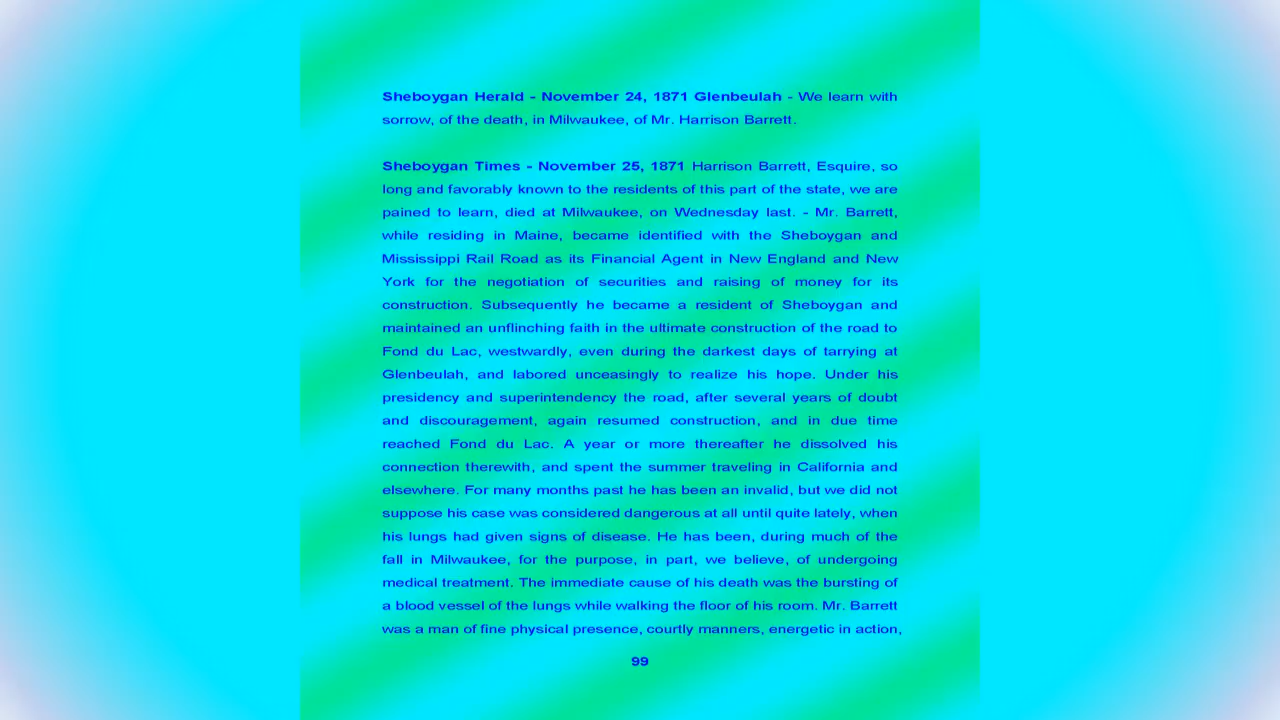 Sheboygan Herald - November 24, 1871 Glenbeulah - We learn with
sorrow, of the death, in Milwaukee, of Mr. Harrison Barrett.
Sheboygan Times - November 25, 1871 Harrison Barrett, Esquire, so
long and favorably known to the residents of this part of the state, we are
pained to learn, died at Milwaukee, on Wednesday last. - Mr. Barrett,
while residing in Maine, became identified with the Sheboygan and
Mississippi Rail Road as its Financial Agent in New England and New
York for the negotiation of securities and raising of money for its
construction. Subsequently he became a resident of Sheboygan and
maintained an unflinching faith in the ultimate construction of the road to
Fond du Lac, westwardly, even during the darkest days of tarrying at
Glenbeulah, and labored unceasingly to realize his hope. Under his
presidency and superintendency the road, after several years of doubt
and discouragement, again resumed construction, and in due time
reached Fond du Lac. A year or more thereafter he dissolved his
connection therewith, and spent the summer traveling in California and
elsewhere. For many months past he has been an invalid, but we did not
suppose his case was considered dangerous at all until quite lately, when
his lungs had given signs of disease. He has been, during much of the
fall in Milwaukee, for the purpose, in part, we believe, of undergoing
medical treatment. The immediate cause of his death was the bursting of
a blood vessel of the lungs while walking the floor of his room. Mr. Barrett
was a man of fine physical presence, courtly manners, energetic in action,
99